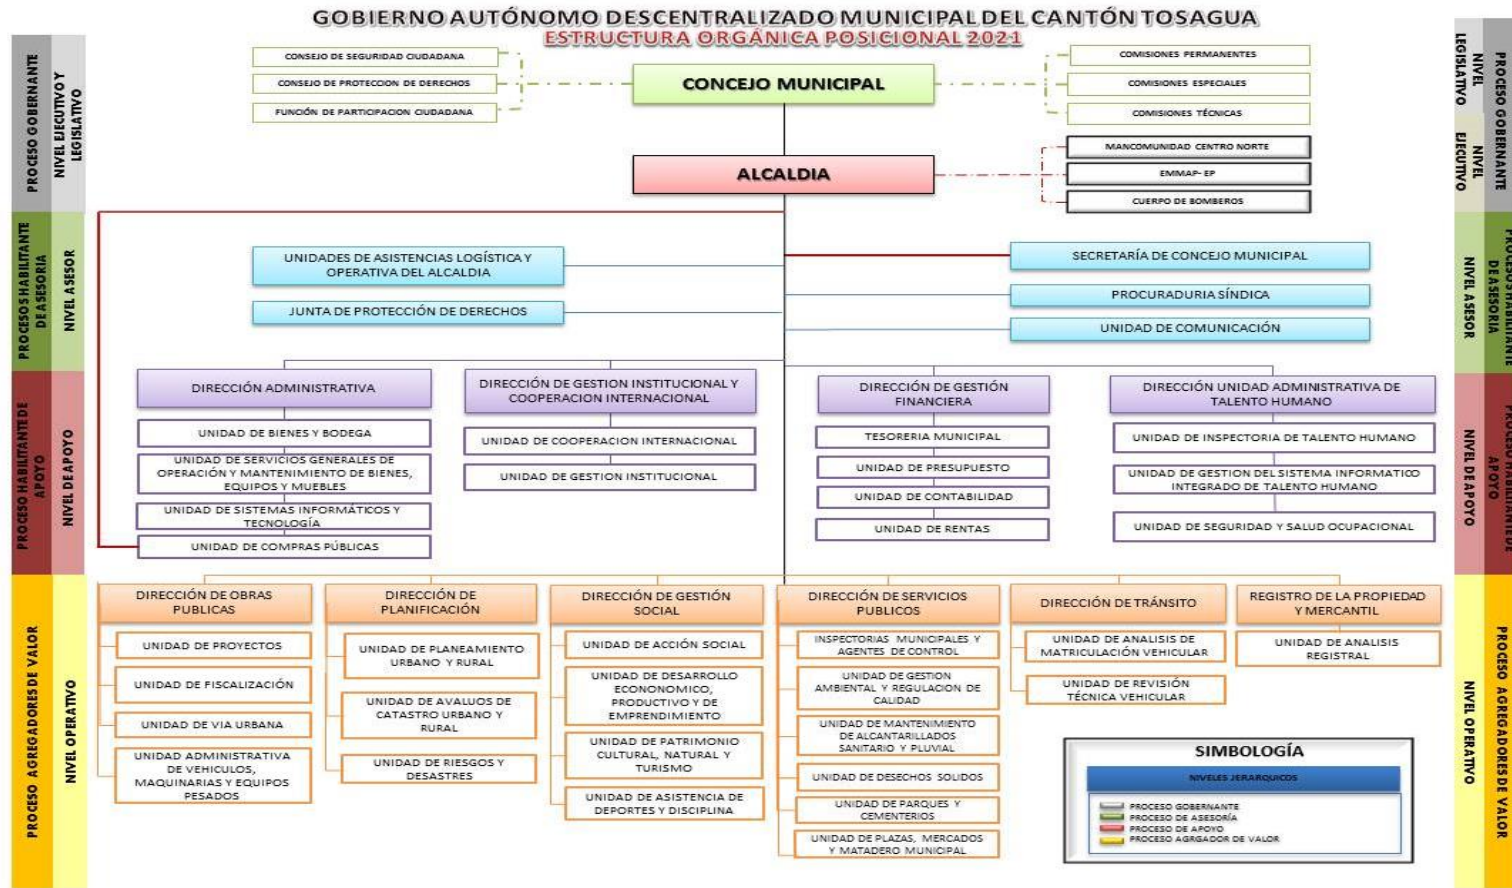 GOBIERNO AUTÓNOMO DESCENTRALIZADO MUNICIPAL DEL CANTÓN TOSAGUA
ESTRUCTURA ORGÁNICA POSICIONAL 2021
PROCESO GOBERNANTE
NIVEL EJECUTIVO Y
LEGISLATIVO
CONSEJO DE SEGURIDAD CIUDADANA
CONSEJO DE PROTECCION DE DERECHOS
FUNCIÓN DE PARTICIPACION CIUDADANA
CONCEJO MUNICIPAL
COMISIONES PERMANENTES
COMISIONES ESPECIALES
COMISIONES TÉCNICAS
NIVEL
LEGISLATIVO
PROCESO GOBERNANTE
ALCALDIA
MANCOMUNIDAD CENTRO NORTE
EMMAP- EP
CUERPO DE BOMBEROS
NIVEL
EJECUTIVO
PROCESOS HABILITANTE
DE ASESORIA
NIVEL ASESOR
UNIDADES DE ASISTENCIAS LOGÍSTICA Y
OPERATIVA DEL ALCALDIA
JUNTA DE PROTECCIÓN DE DERECHOS
SECRETARÍA DE CONCEJO MUNICIPAL
PROCURADURIA SÍNDICA
UNIDAD DE COMUNICACIÓN
NIVEL ASESOR
PROCESOS HABILITANTE
DE ASESORIA
PROCESO HABILITANTE DE
APOYO
NIVEL DE APOYO
DIRECCIÓN ADMINISTRATIVA
UNIDAD DE BIENES Y BODEGA
UNIDAD DE SERVICIOS GENERALES DE
OPERACIÓN Y MANTENIMIENTO DE BIENES,
EQUIPOS Y MUEBLES
UNIDAD DE SISTEMAS INFORMÁTICOS Y
TECNOLOGÍA
UNIDAD DE COMPRAS PÚBLICAS
DIRECCIÓN DE GESTION INSTITUCIONAL Y
COOPERACION INTERNACIONAL
UNIDAD DE COOPERACION INTERNACIONAL
UNIDAD DE GESTION INSTITUCIONAL
DIRECCIÓN DE GESTIÓN
FINANCIERA
TESORERIA MUNICIPAL
UNIDAD DE PRESUPUESTO
UNIDAD DE CONTABILIDAD
UNIDAD DE RENTAS
DIRECCIÓN UNIDAD ADMINISTRATIVA DE
TALENTO HUMANO
UNIDAD DE INSPECTORIA DE TALENTO HUMANO
UNIDAD DE GESTION DEL SISTEMA INFORMATICO
INTEGRADO DE TALENTO HUMANO
UNIDAD DE SEGURIDAD Y SALUD OCUPACIONAL
NIVEL DE APOYO
PROCESO HABILITANTE DE
APOYO
PROCESO AGREGADORES DE VALOR
NIVEL OPERATIVO
DIRECCIÓN DE OBRAS
PUBLICAS
UNIDAD DE PROYECTOS
UNIDAD DE FISCALIZACIÓN
UNIDAD DE VIA URBANA
UNIDAD ADMINISTRATIVA
DE VEHICULOS,
MAQUINARIAS Y EQUIPOS
PESADOS
DIRECCIÓN DE
PLANIFICACIÓN
UNIDAD DE PLANEAMIENTO
URBANO Y RURAL
UNIDAD DE AVALUOS DE
CATASTRO URBANO Y
RURAL
UNIDAD DE RIESGOS Y
DESASTRES
DIRECCIÓN DE GESTIÓN
SOCIAL
UNIDAD DE ACCIÓN SOCIAL
UNIDAD DE DESARROLLO
ECONONOMICO,
PRODUCTIVO Y DE
EMPRENDIMIENTO
UNIDAD DE PATRIMONIO
CULTURAL, NATURAL Y
TURISMO
UNIDAD DE ASISTENCIA DE
DEPORTES Y DISCIPLINA
DIRECCIÓN DE SERVICIOS
PUBLICOS
INSPECTORIAS MUNICIPALES Y
AGENTES DE CONTROL
UNIDAD DE GESTION
AMBIENTAL Y REGULACION DE
CALIDAD
UNIDAD DE MANTENIMIENTO
DE ALCANTARILLADOS
SANITARIO Y PLUVIAL
UNIDAD DE DESECHOS SOLIDOS
UNIDAD DE PARQUES Y
CEMENTERIOS
UNIDAD DE PLAZAS, MERCADOS
Y MATADERO MUNICIPAL
DIRECCIÓN DE TRÁNSITO
UNIDAD DE ANALISIS DE
MATRICULACIÓN VEHICULAR
UNIDAD DE REVISIÓN
TÉCNICA VEHICULAR
REGISTRO DE LA PROPIEDAD
Y MERCANTIL
UNIDAD DE ANALISIS
REGISTRAL
NIVEL OPERATIVO
PROCESO AGREGADORES DE VALOR
SIMBOLOGÍA
NIVELES JERARQUICOS
PROCESO GOBERNANTE
PROCESO DE ASESORÍA
PROCESO DE APOYO
PROCESO AGRGADOR DE VALOR